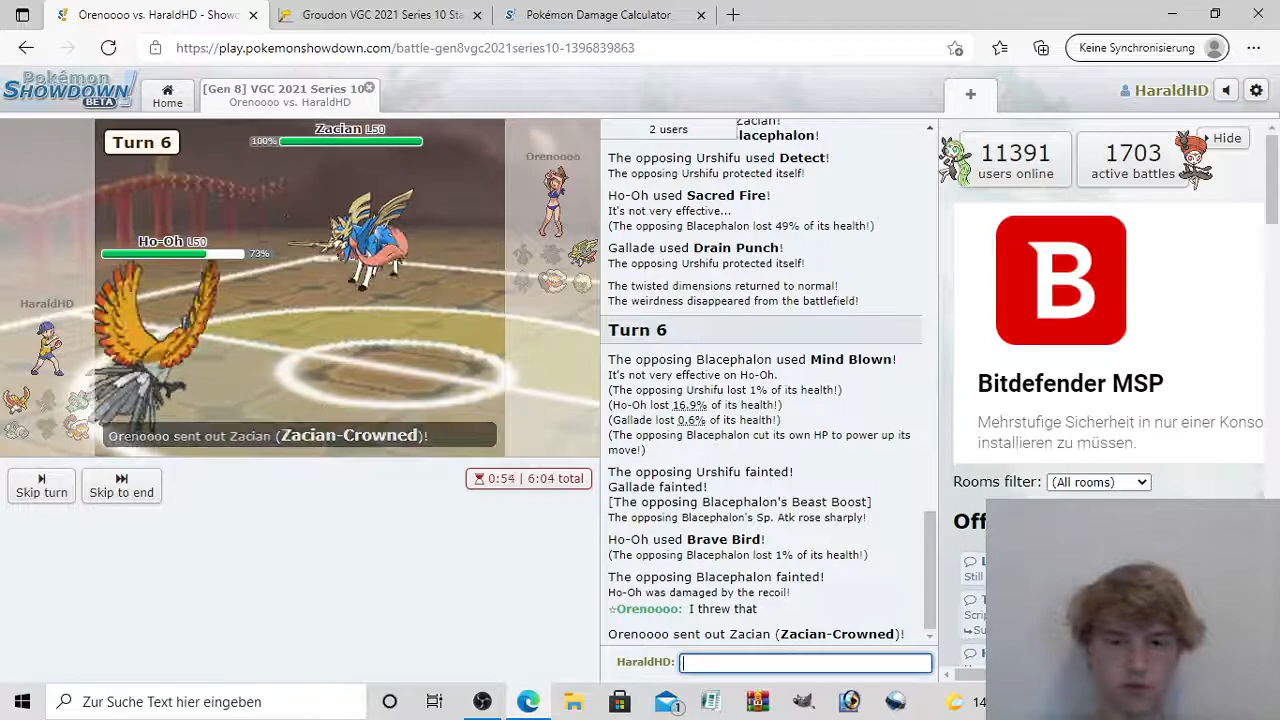 Orenoooo vs. HaraldHD - Showd
Groudon VGC 2021 Series 10 Sta
Pokémon Damage Calculator
https://play.pokemonshowdown.com/battle-gen8vgc2021series10-1396839863
Keine Synchronisierung
Pokémon
SHOWDOWN!
BETA
Home
[Gen 8] VGC 2021 Series 10
Orenoooo vs. HaraldHD
HaraldHD
Turn 6
Zacian L50
100%
Orenoooo
Ho-Oh L50
73%
HaraldHD
Orenoooo sent out Zacian (Zacian-Crowned)!
Skip turn
Skip to end
0:54 | 6:04 total
2 users
Zacian!
lacephalon!
The opposing Urshifu used Detect!
The opposing Urshifu protected itself!
Ho-Oh used Sacred Fire!
It's not very effective...
(The opposing Blacephalon lost 49% of its health!)
Gallade used Drain Punch!
The opposing Urshifu protected itself!
The twisted dimensions returned to normal!
The weirdness disappeared from the battlefield!
Turn 6
The opposing Blacephalon used Mind Blown!
It's not very effective on Ho-Oh.
(The opposing Urshifu lost 1% of its health!)
(Ho-Oh lost 16.9% of its health!)
(Gallade lost 0.6% of its health!)
(The opposing Blacephalon cut its own HP to power up its
move!)
The opposing Urshifu fainted!
Gallade fainted!
[The opposing Blacephalon's Beast Boost]
The opposing Blacephalon's Sp. Atk rose sharply!
Ho-Oh used Brave Bird!
(The opposing Blacephalon lost 1% of its health!)
The opposing Blacephalon fainted!
Ho-Oh was damaged by the recoil!
☆Orenoooo: I threw that
Orenoooo sent out Zacian (Zacian-Crowned)!
HaraldHD:
11391
users online
1703
active battles
Hide
B
Bitdefender MSP
Mehrstufige Sicherheit in nur einer Konso
installieren zu müssen.
Rooms filter: (All rooms)
Off
L
Still
T
Scrip
Su
Zur Suche Text hier eingeben
1
14